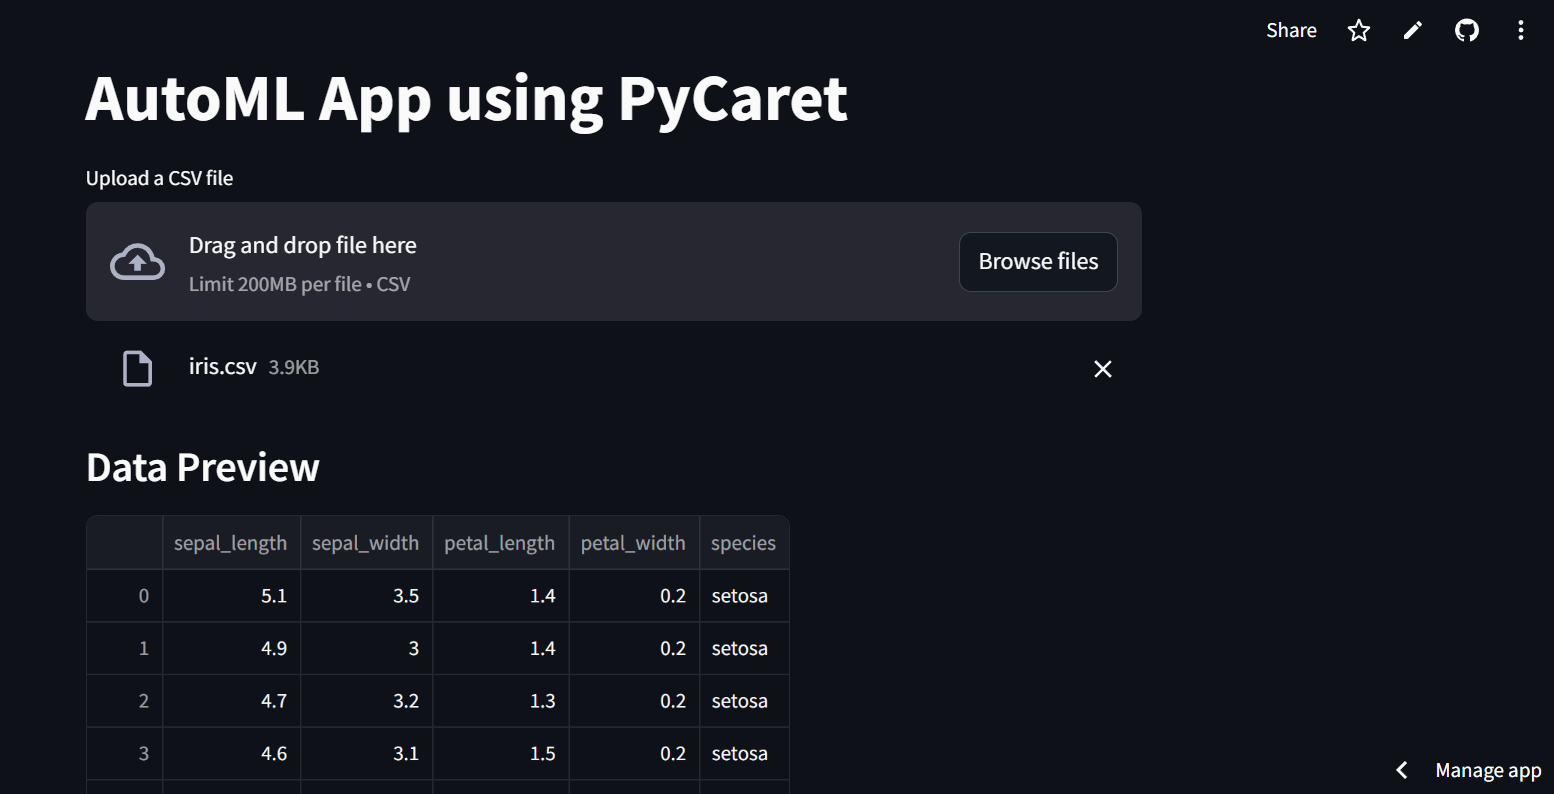 Share
AutoML App using PyCaret
Upload a CSV file
Drag and drop file here
Limit 200MB per file • CSV
Browse files
iris.csv 3.9KB
Data Preview
sepal_length sepal_width petal_length petal_width species
0 5.1 3.5 1.4 0.2 setosa
1 4.9 3 1.4 0.2 setosa
2 4.7 3.2 1.3 0.2 setosa
3 4.6 3.1 1.5 0.2 setosa
Manage app